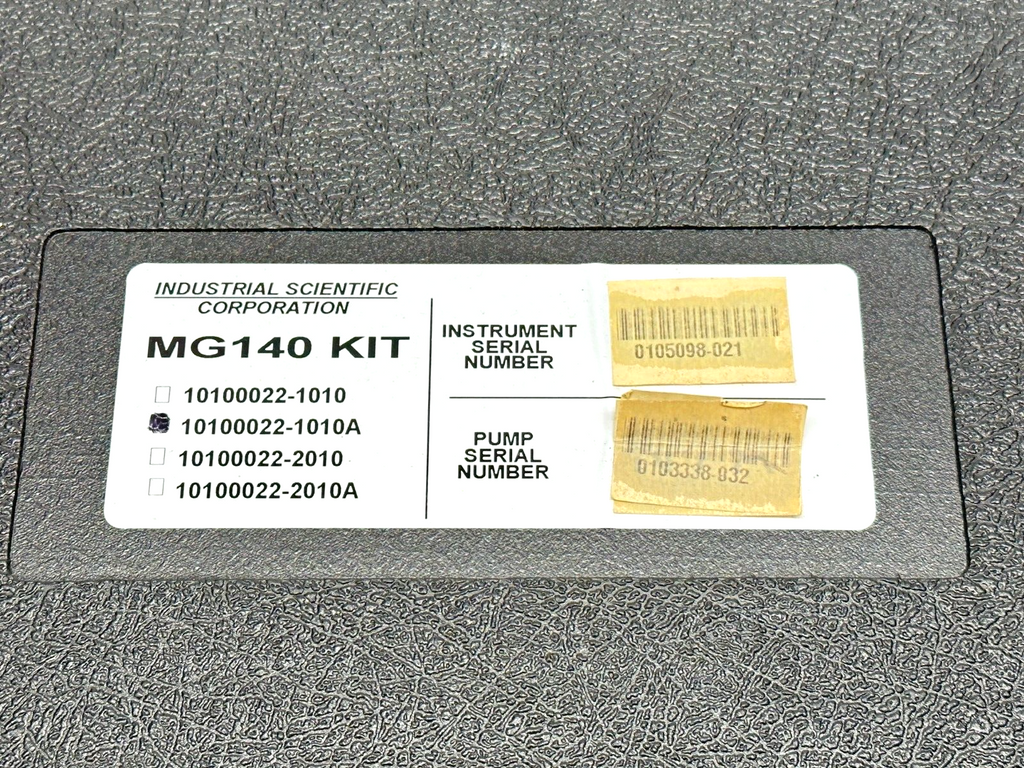 INDUSTRIAL SCIENTIFIC
CORPORATION
MG140 KIT
10100022-1010
10100022-1010A
10100022-2010
10100022-2010A
INSTRUMENT
SERIAL
NUMBER
0105098-021
PUMP
SERIAL
NUMBER
0103338-032